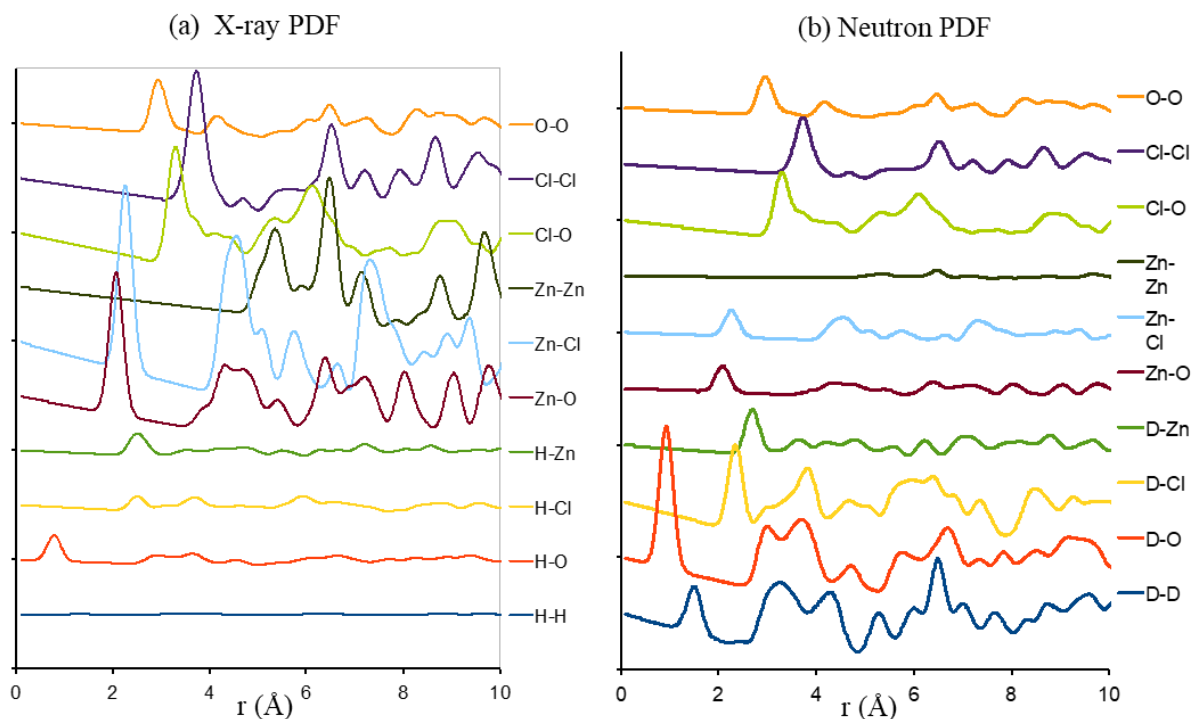 (a) X-ray PDF
(b) Neutron PDF
O-O
Cl-Cl
Cl-O
Zn-Zn
Zn-Cl
Zn-O
H-Zn
H-Cl
H-O
H-H
0 2 4 6 8 10
r (Å)
O-O
Cl-Cl
Cl-O
Zn-
Zn
Zn-
Cl
Zn-O
D-Zn
D-Cl
D-O
D-D
0 2 4 6 8 10
r (Å)